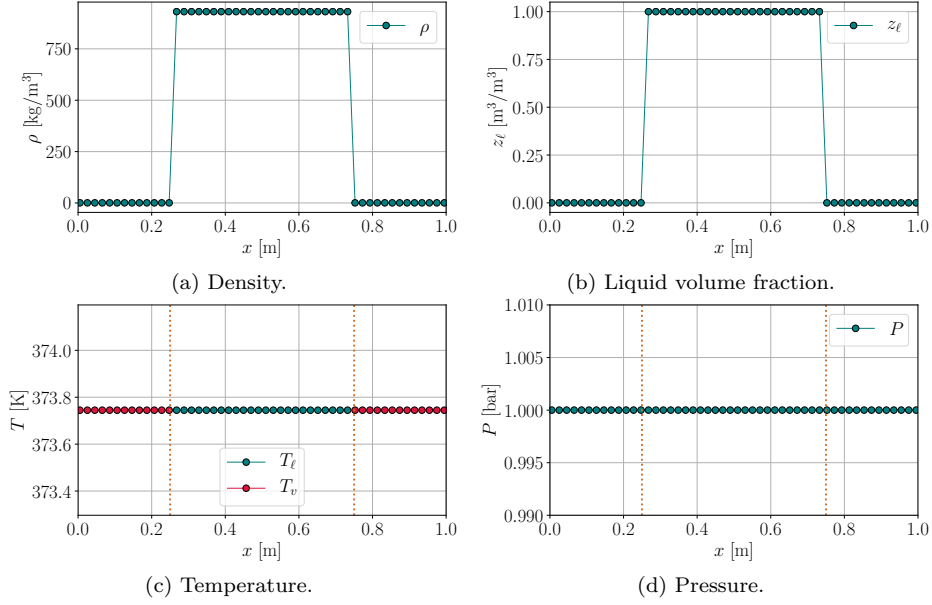 ρ [kg/m³]
750
500
250
0
ρ
0.0 0.2 0.4 0.6 0.8 1.0
x [m]
(a) Density.
z_ℓ [m³/m³]
1.00
0.75
0.50
0.25
0.00
z_ℓ
0.0 0.2 0.4 0.6 0.8 1.0
x [m]
(b) Liquid volume fraction.
T [K]
374.0
373.8
373.6
373.4
T_ℓ
T_v
0.0 0.2 0.4 0.6 0.8 1.0
x [m]
(c) Temperature.
P [bar]
1.010
1.005
1.000
0.995
0.990
P
0.0 0.2 0.4 0.6 0.8 1.0
x [m]
(d) Pressure.